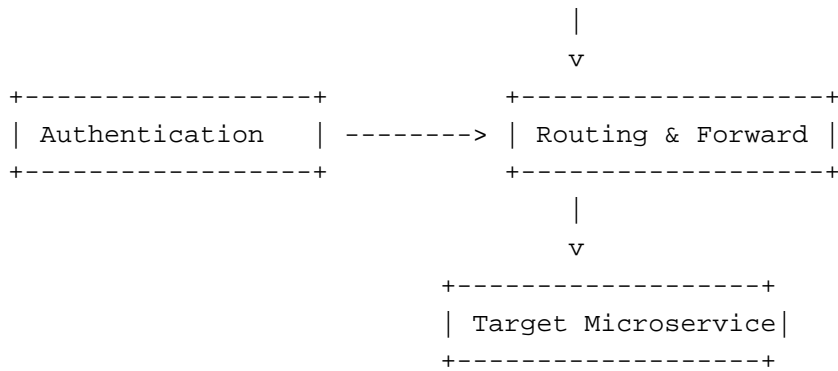 |
v
+------------------+ +-------------------+
| Authentication | --------> | Routing & Forward |
+------------------+ +-------------------+
|
v
+-------------------+
| Target Microservice|
+-------------------+